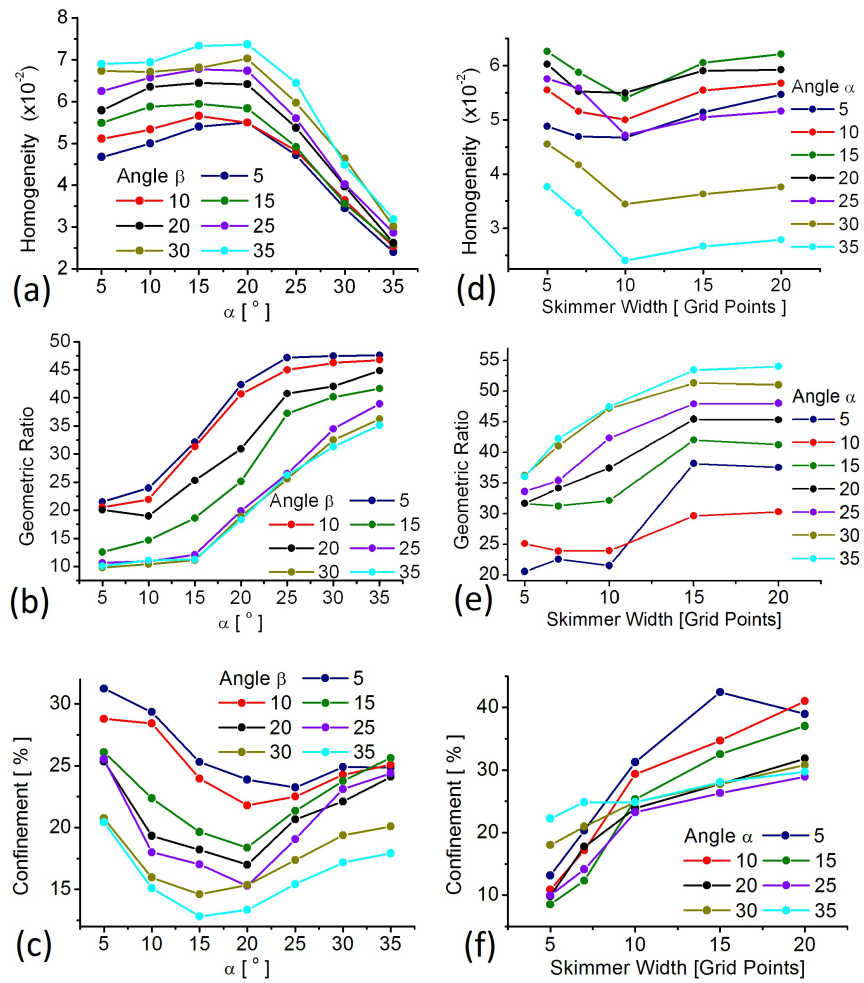 8
7
6
5
4
3
2
Homogeneity (x10⁻²)
Angle β 5
10 15
20 25
30 35
5 10 15 20 25 30 35
α [ ° ]
(a)
6
5
4
3
Homogeneity (x10⁻²)
Angle α
5
10
15
20
25
30
35
5 10 15 20
Skimmer Width [ Grid Points ]
(d)
50
45
40
35
30
25
20
15
10
Geometric Ratio
Angle β 5
10 15
20 25
30 35
5 10 15 20 25 30 35
α [ ° ]
(b)
55
50
45
40
35
30
25
20
Geometric Ratio
Angle α
5
10
15
20
25
30
35
5 10 15 20
Skimmer Width [Grid Points]
(e)
30
25
20
15
Confinement [ % ]
Angle β 5
10 15
20 25
30 35
5 10 15 20 25 30 35
α [ ° ]
(c)
40
30
20
10
Confinement [ % ]
Angle α 5
10 15
20 25
30 35
5 10 15 20
Skimmer Width [Grid Points]
(f)